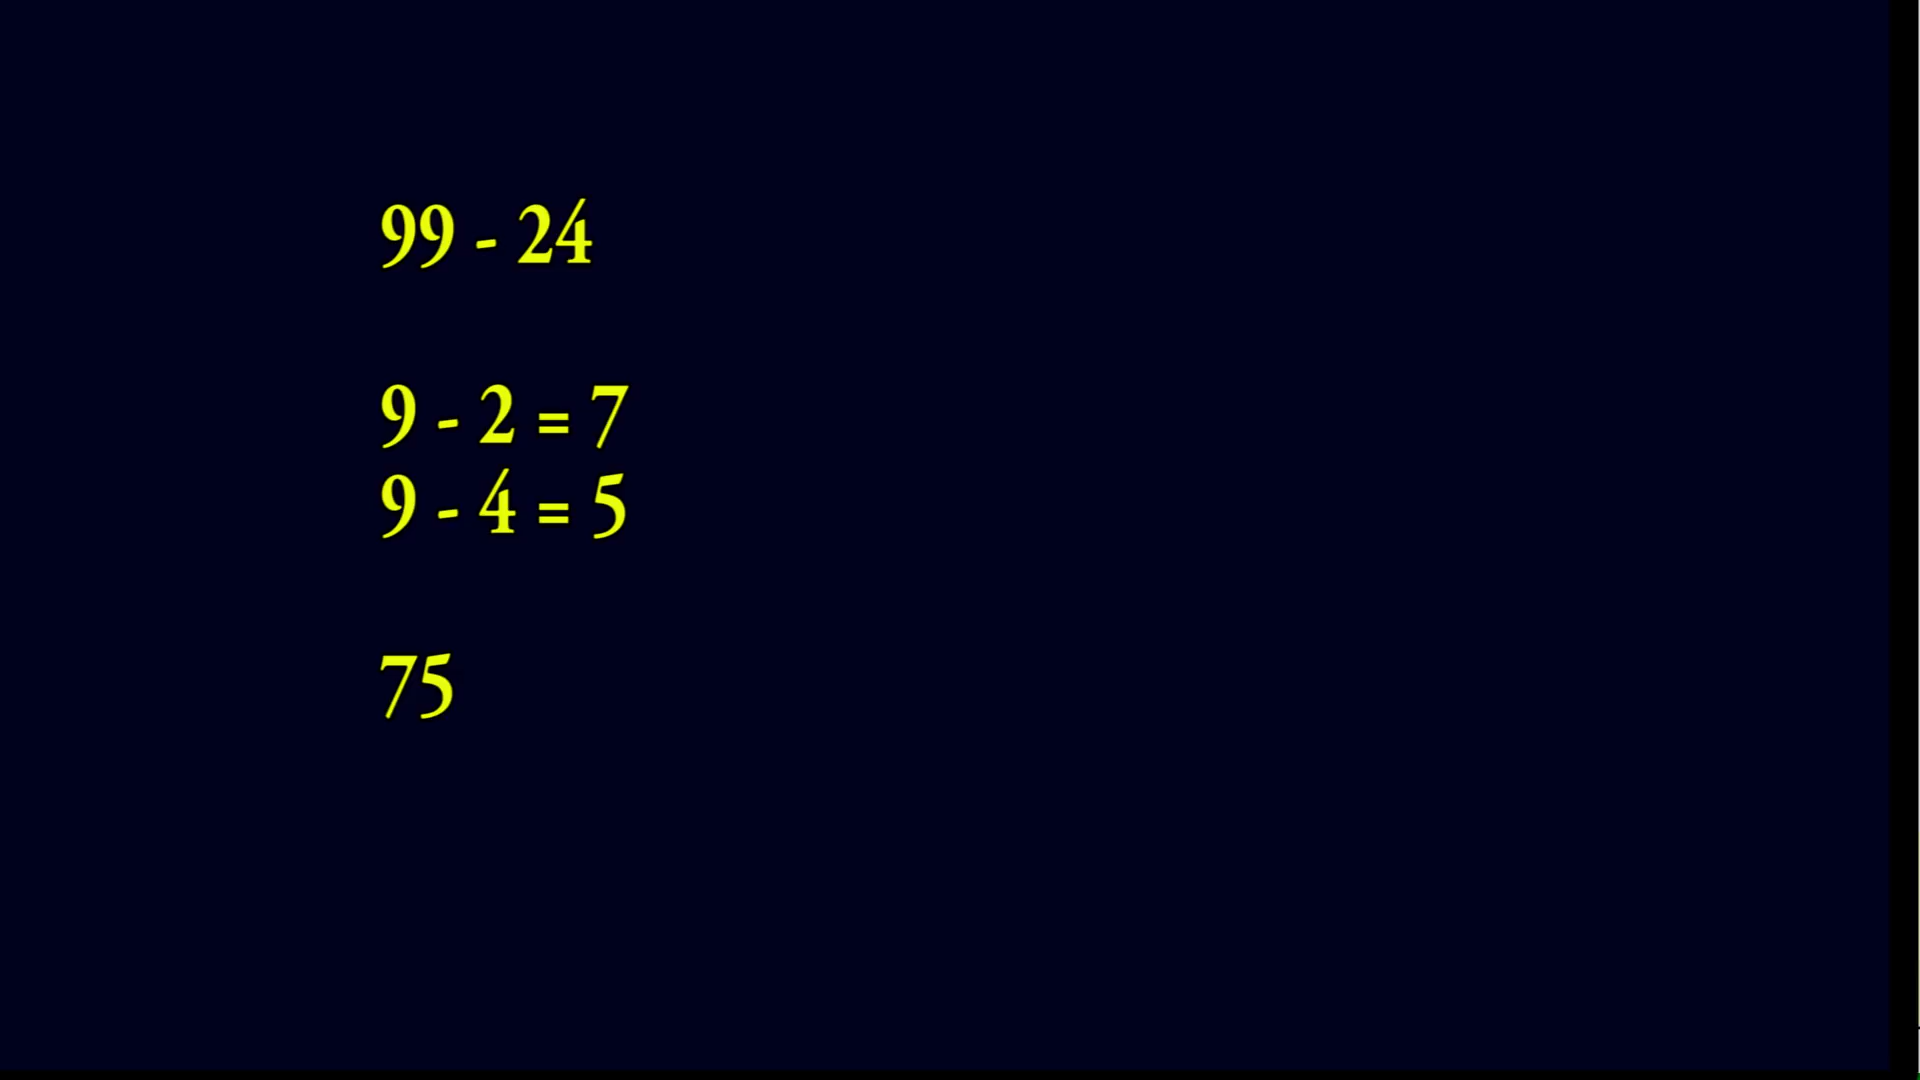 99 - 24
9 - 2 = 7
9 - 4 = 5
75